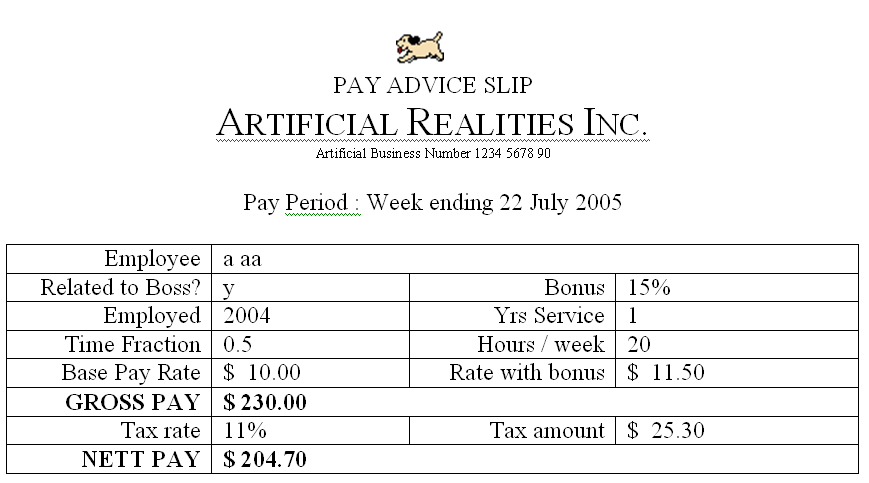 PAY ADVICE SLIP
ARTIFICIAL REALITIES INC.
Artificial Business Number 1234 5678 90
Pay Period : Week ending 22 July 2005
Employee a aa
Related to Boss? y Bonus 15%
Employed 2004 Yrs Service 1
Time Fraction 0.5 Hours / week 20
Base Pay Rate $ 10.00 Rate with bonus $ 11.50
GROSS PAY $ 230.00
Tax rate 11% Tax amount $ 25.30
NETT PAY $ 204.70